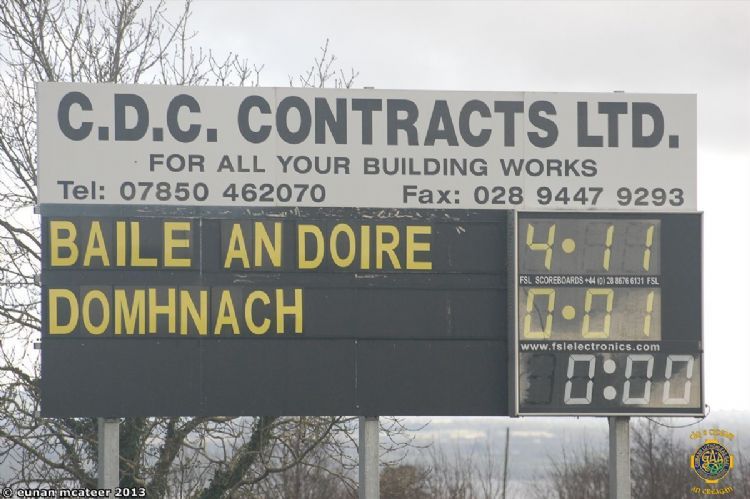 C.D.C. CONTRACTS LTD.
FOR ALL YOUR BUILDING WORKS
Tel: 07850 462070 Fax: 028 9447 9293
BAILE AN DOIRE 4:11
FSL SCOREBOARDS +44 (0) 28 8676 6131 FSL
DOMHNACH 0:01
www.fslelectronics.com
0:00
© eunan mcateer 2013
GAA